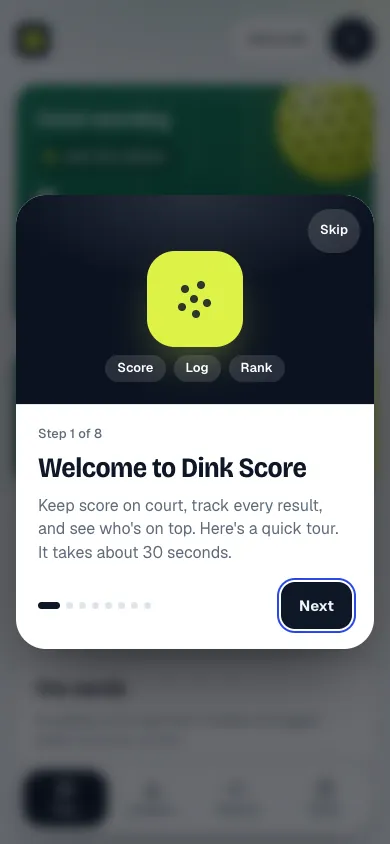 Skip
Score
Log
Rank
Step 1 of 8
Welcome to Dink Score
Keep score on court, track every result,
and see who's on top. Here's a quick tour.
It takes about 30 seconds.
Next